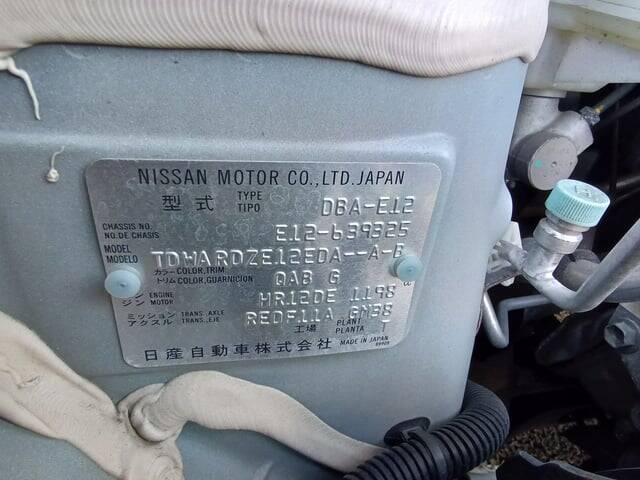 NISSAN MOTOR CO.,LTD.JAPAN
型式 TYPE TIPO DBA-E12
CHASSIS NO. NO.DE CHASIS E12-639325
MODEL MODELO TDWARDZE12EDA--A-B
カラー COLOR,TRIM トリム COLOR,GUARNICION QAB G
エンジン ENGINE MOTOR HR12DE 1198
ミッション TRANS.AXLE アクスル TRANS.,EJE REOF11A GM38
工場 PLANT PLANTA T
日産自動車株式会社 MADE IN JAPAN